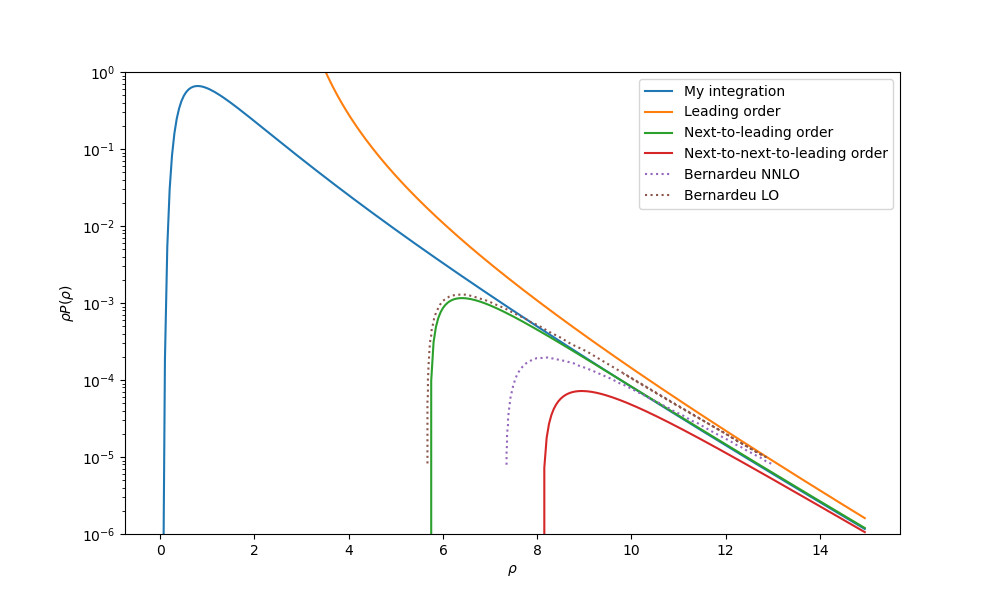 My integration
Leading order
Next-to-leading order
Next-to-next-to-leading order
Bernardeu NNLO
Bernardeu LO
10⁰
10⁻¹
10⁻²
10⁻³
10⁻⁴
10⁻⁵
10⁻⁶
ρP(ρ)
0 2 4 6 8 10 12 14
ρ